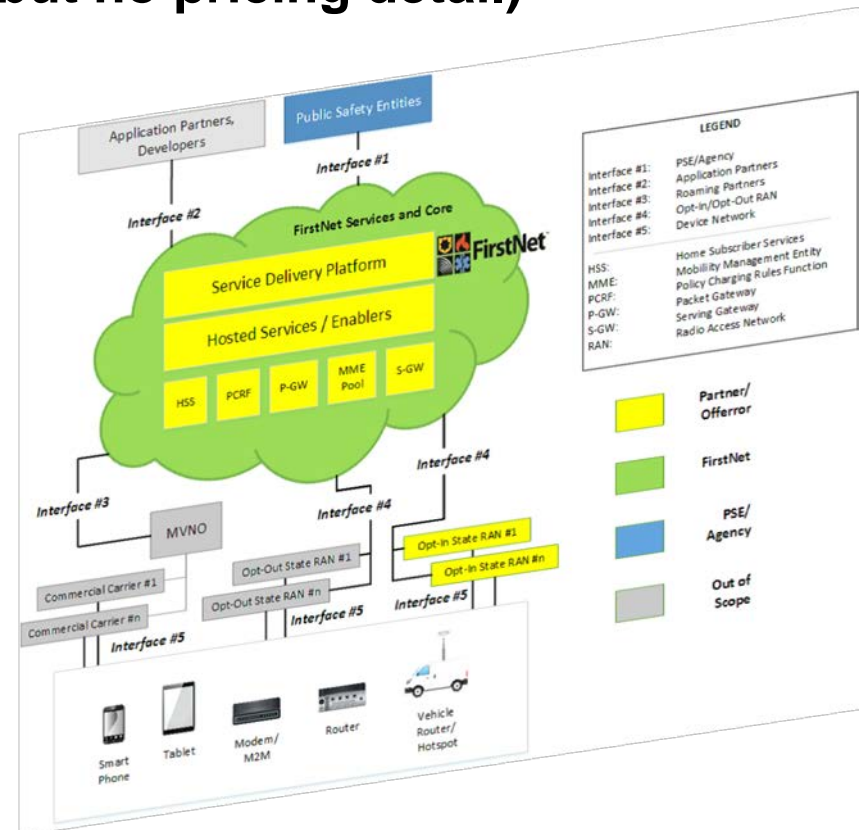 but no pricing detail)
Application Partners,
Developers
Public Safety Entities
Interface #1
Interface #2
FirstNet Services and Core
FirstNet
Service Delivery Platform
Hosted Services / Enablers
HSS
PCRF
P-GW
MME
Pool
S-GW
Interface #3
Interface #4
Interface #4
MVNO
Commercial Carrier #1
Commercial Carrier #n
Opt-Out State RAN #1
Opt-Out State RAN #n
Opt-In State RAN #1
Opt-In State RAN #n
Interface #5
Interface #5
Interface #5
Smart
Phone
Tablet
Modem/
M2M
Router
Vehicle
Router/
Hotspot
LEGEND
Interface #1: PSE/Agency
Interface #2: Application Partners
Interface #3: Roaming Partners
Interface #4: Opt-In/Opt-Out RAN
Interface #5: Device Network
HSS: Home Subscriber Services
MME: Mobility Management Entity
PCRF: Policy Charging Rules Function
P-GW: Packet Gateway
S-GW: Serving Gateway
RAN: Radio Access Network
Partner/
Offerror
FirstNet
PSE/
Agency
Out of
Scope